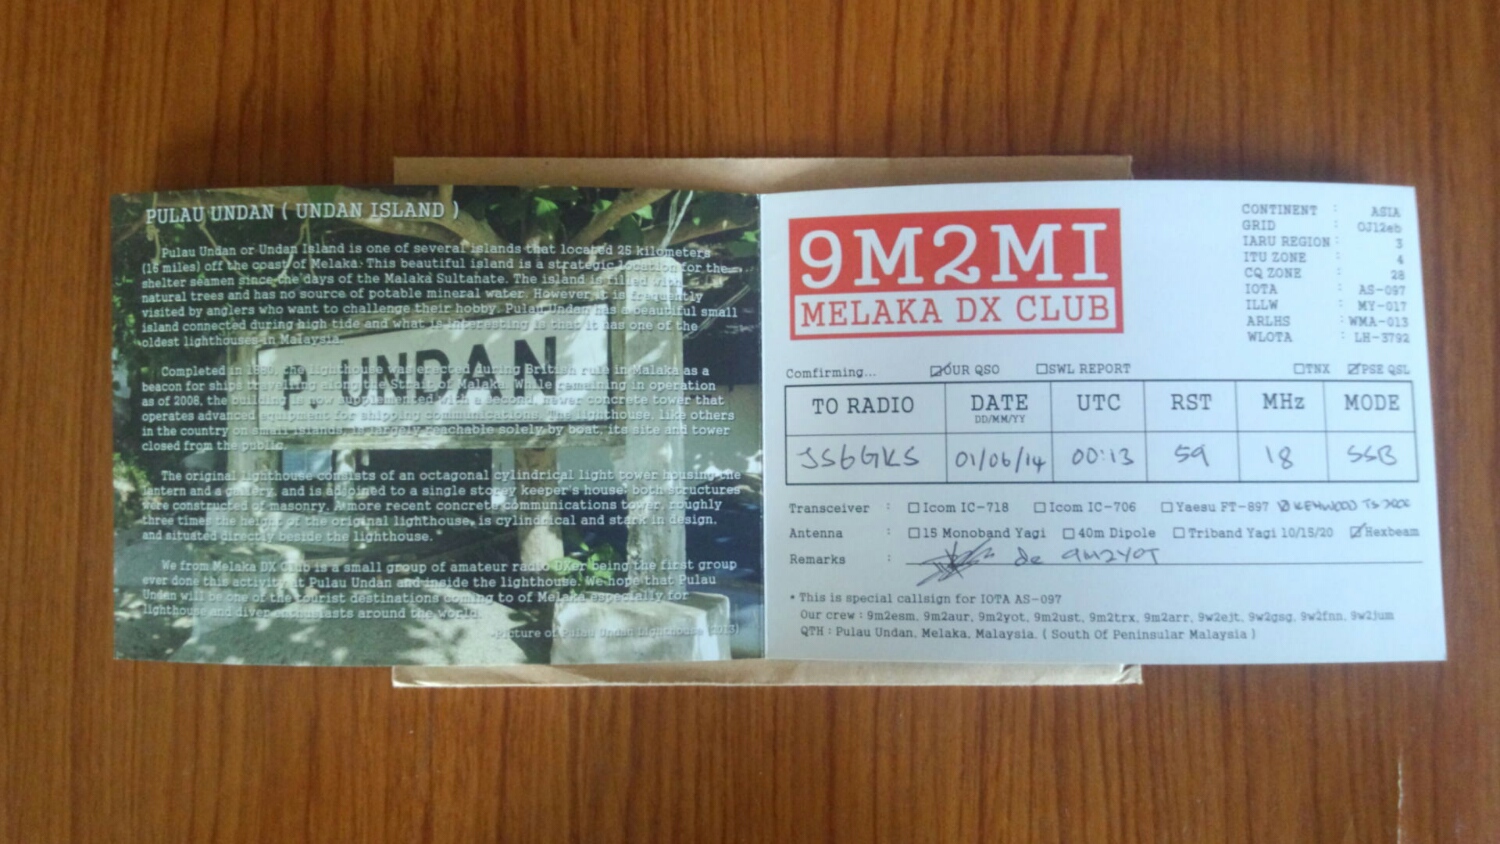 PULAU UNDAN ( UNDAN ISLAND )
Pulau Undan or Undan Island is one of several islands that located 25 kilometers
(15 miles) off the coast of Melaka. This beautiful island is a strategic location for the
shelter seamen since the days of the Malaka Sultanate. The island is filled with
natural trees and has no source of potable mineral water. However it is frequently
visited by anglers who want to challenge their hobby. Pulau Undan has a beautiful small
island connected during high tide and what is interesting is that it has one of the
oldest lighthouses in Malaysia.
Completed in the lighthouse was erected during British rule in Malaka as a
beacon for ships traveling along the Strait of Malaka. While remaining in operation
as of 2008, the building is now supplemented with a second, newer concrete tower that
operates advanced equipment for shipping communications. The lighthouse, like others
in the country on small islands, is largely reachable solely by boat, its site and tower
closed from the public.
The original lighthouse consists of an octagonal cylindrical light tower housing the
lantern and a gallery, and is adjoined to a single storey keeper's house; both structures
were constructed of masonry. A more recent concrete communications tower, roughly
three times the height of the original lighthouse, is cylindrical and stark in design,
and situated directly beside the lighthouse.
We from Melaka DX Club is a small group of amateur radio DXer being the first group
ever done this activity at Pulau Undan and inside the lighthouse. We hope that Pulau
Undan will be one of the tourist destinations coming to of Melaka especially for
lighthouse and diver enthusiasts around the world.
-Picture of Pulau Undan Lighthouse (2013)
P. UNDAN
9M2MI
MELAKA DX CLUB
CONTINENT : ASIA
GRID : OJ12eb
IARU REGION : 3
ITU ZONE : 4
CQ ZONE : 28
IOTA : AS-097
ILLW : MY-017
ARLHS : WMA-013
WLOTA : LH-3792
Comfirming... OUR QSO SWL REPORT TNX PSE QSL
TO RADIO DATE UTC RST MHz MODE
DD/MM/YY
JS6GKS 01/06/14 00:13 59 18 SSB
Transceiver : Icom IC-718 Icom IC-706 Yaesu FT-897 KENWOOD
Antenna : 15 Monoband Yagi 40m Dipole Triband Yagi 10/15/20 Hexbeam
Remarks : de 9M2YOT
* This is special callsign for IOTA AS-097
Our crew : 9m2esm, 9m2aur, 9m2yot, 9m2ust, 9m2trx, 9m2arr, 9w2ejt, 9w2gsg, 9w2fnn, 9w2jum
QTH : Pulau Undan, Melaka, Malaysia. ( South Of Peninsular Malaysia )